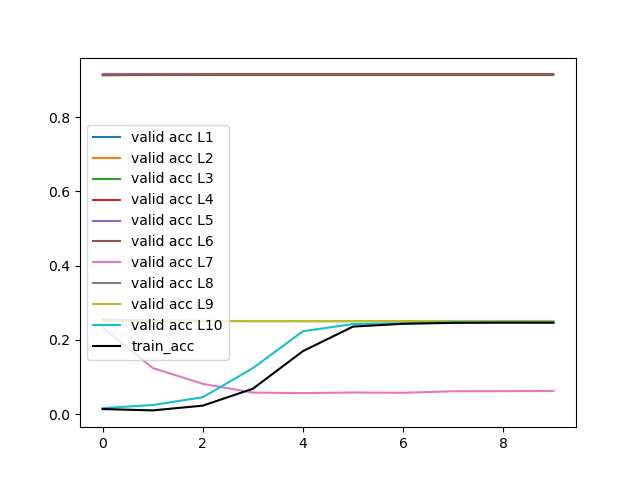 0.8
0.6
0.4
0.2
0.0
valid acc L1
valid acc L2
valid acc L3
valid acc L4
valid acc L5
valid acc L6
valid acc L7
valid acc L8
valid acc L9
valid acc L10
train_acc
0 2 4 6 8